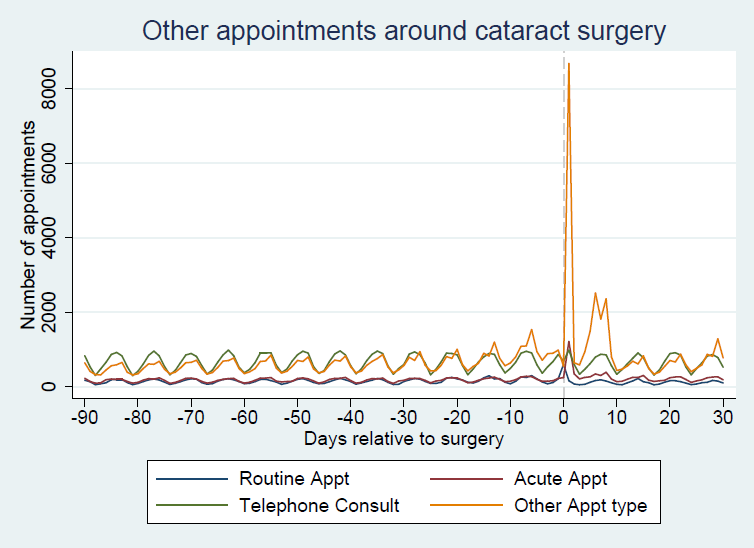 Other appointments around cataract surgery
Number of appointments
8000
6000
4000
2000
0
-90 -80 -70 -60 -50 -40 -30 -20 -10 0 10 20 30
Days relative to surgery
Routine Appt Acute Appt
Telephone Consult Other Appt type